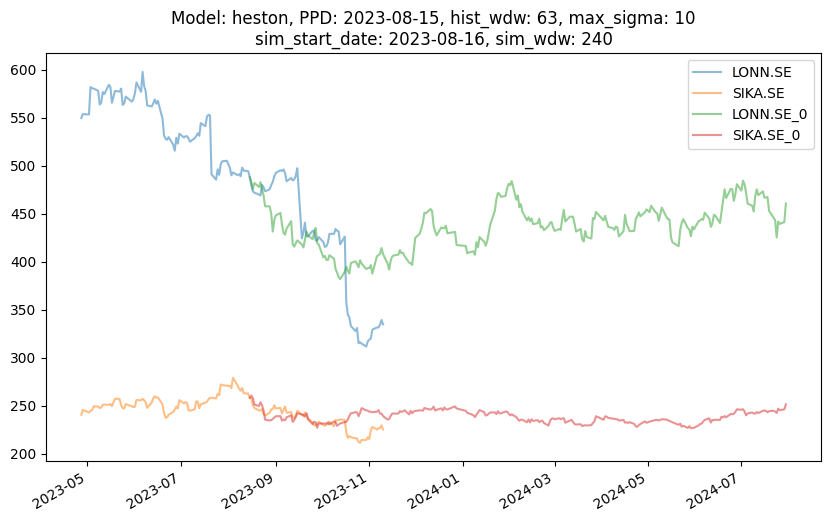 Model: heston, PPD: 2023-08-15, hist_wdw: 63, max_sigma: 10
sim_start_date: 2023-08-16, sim_wdw: 240
LONN.SE
SIKA.SE
LONN.SE_0
SIKA.SE_0
600
550
500
450
400
350
300
250
200
2023-05
2023-07
2023-09
2023-11
2024-01
2024-03
2024-05
2024-07